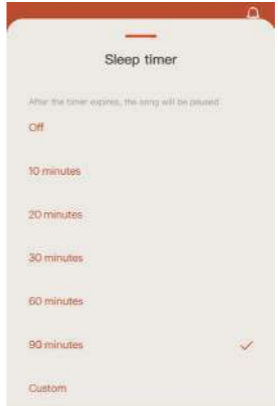 Sleep timer
After the timer expires, the song will be paused
Off
10 minutes
20 minutes
30 minutes
60 minutes
90 minutes
Custom